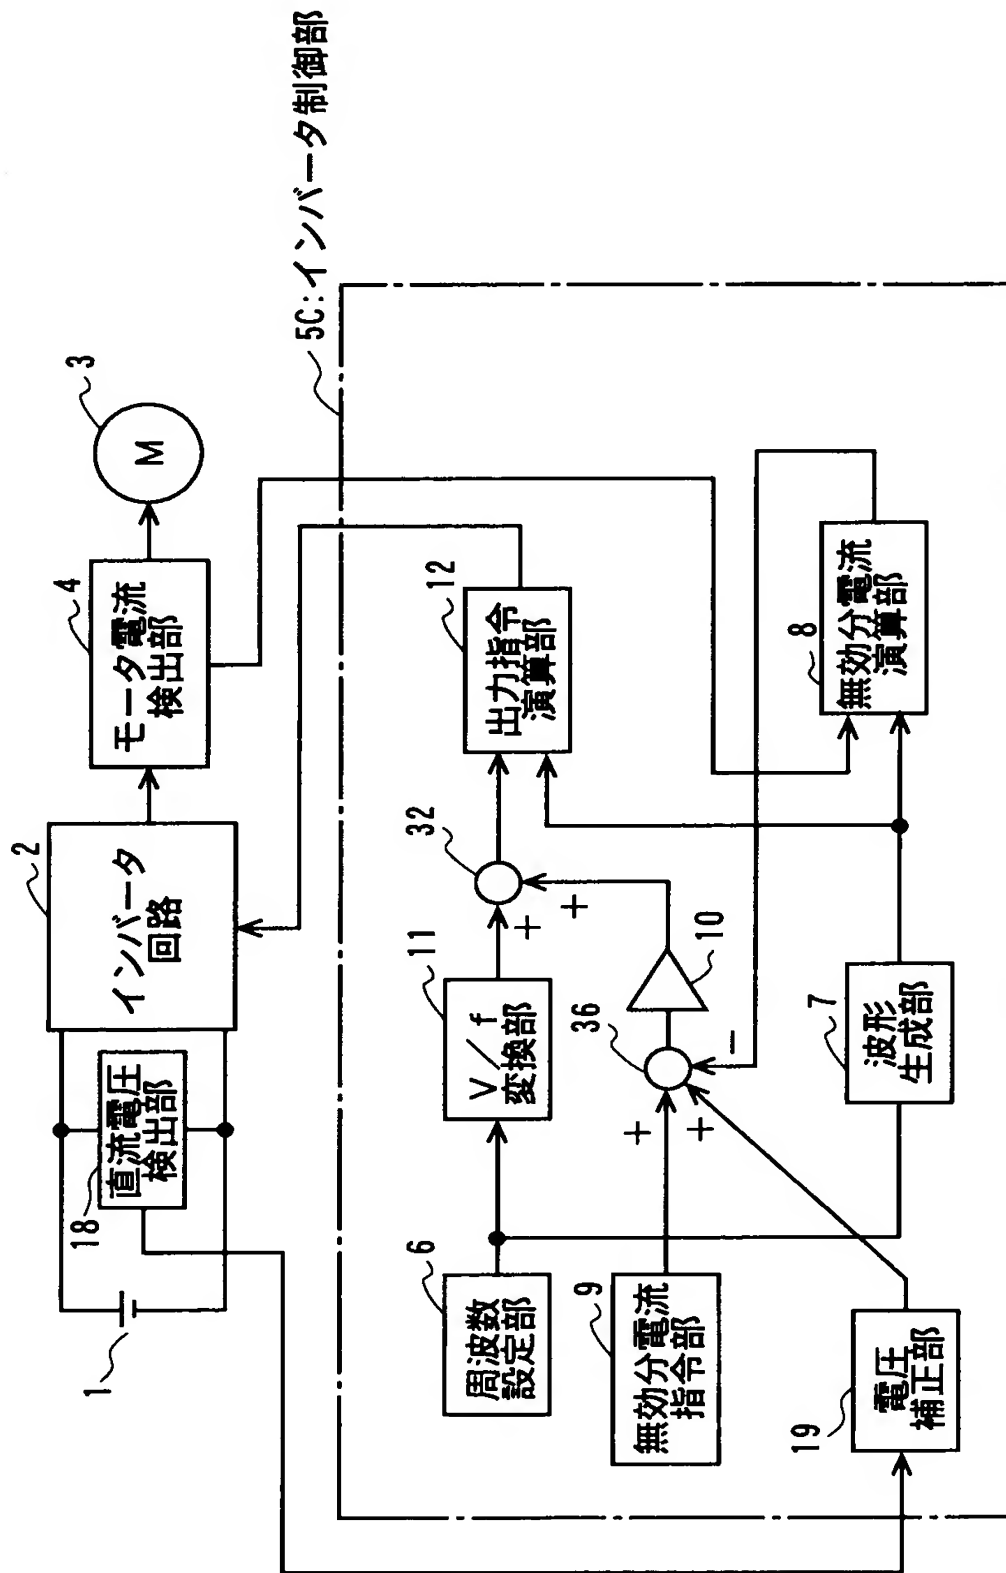 1
18
直流電圧
検出部
2
インバータ
回路
4
モータ電流
検出部
3
M
5C:インバータ制御部
6
周波数
設定部
11
V/f
変換部
32
+
+
12
出力指令
演算部
9
無効分電流
指令部
36
+
+
−
10
19
電圧
補正部
7
波形
生成部
8
無効分電流
演算部